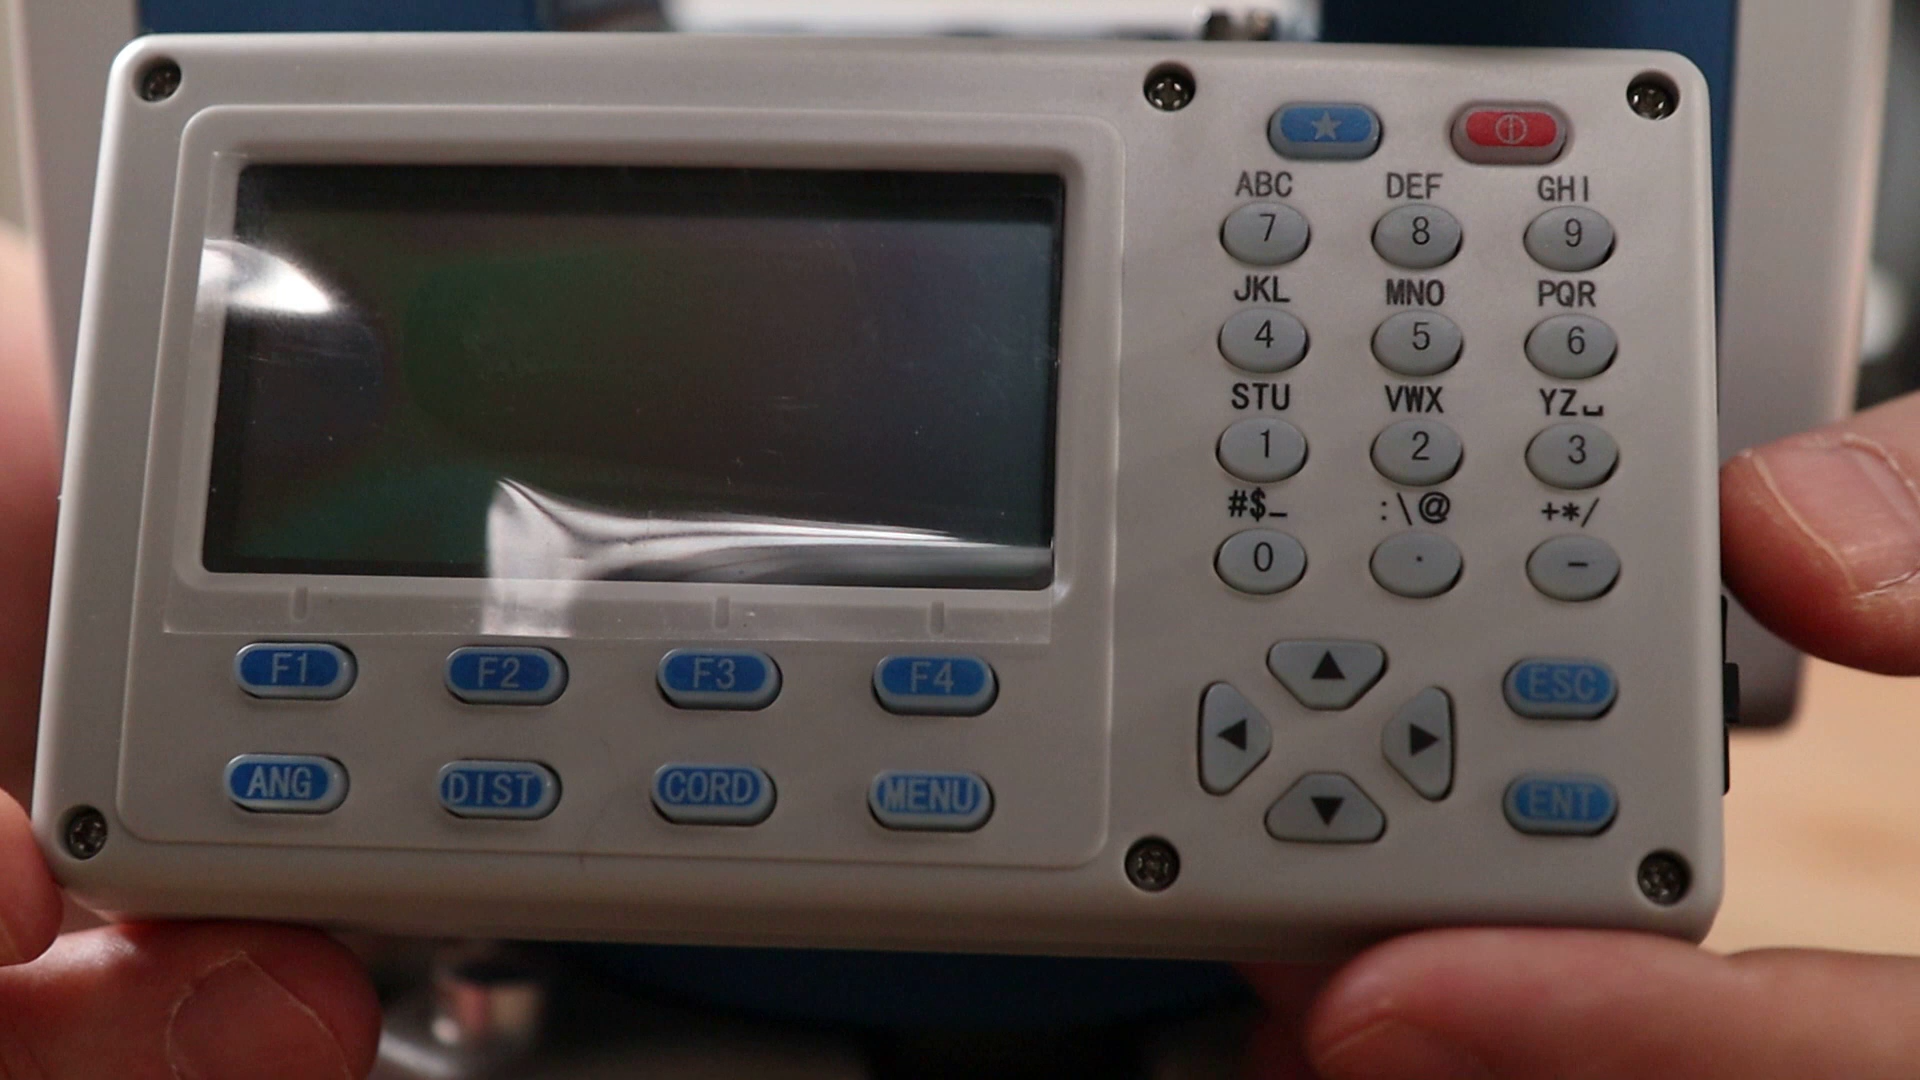 ABC DEF GHI
7 8 9
JKL MNO PQR
4 5 6
STU VWX YZ␣
1 2 3
#$_ :\@ +*/
0 . -
F1 F2 F3 F4
ESC
ANG DIST CORD MENU
ENT